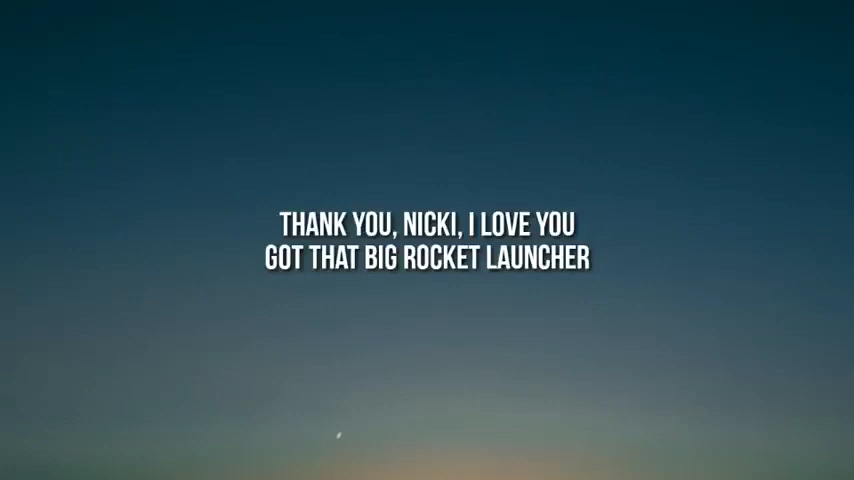 THANK YOU, NICKI, I LOVE YOU
GOT THAT BIG ROCKET LAUNCHER